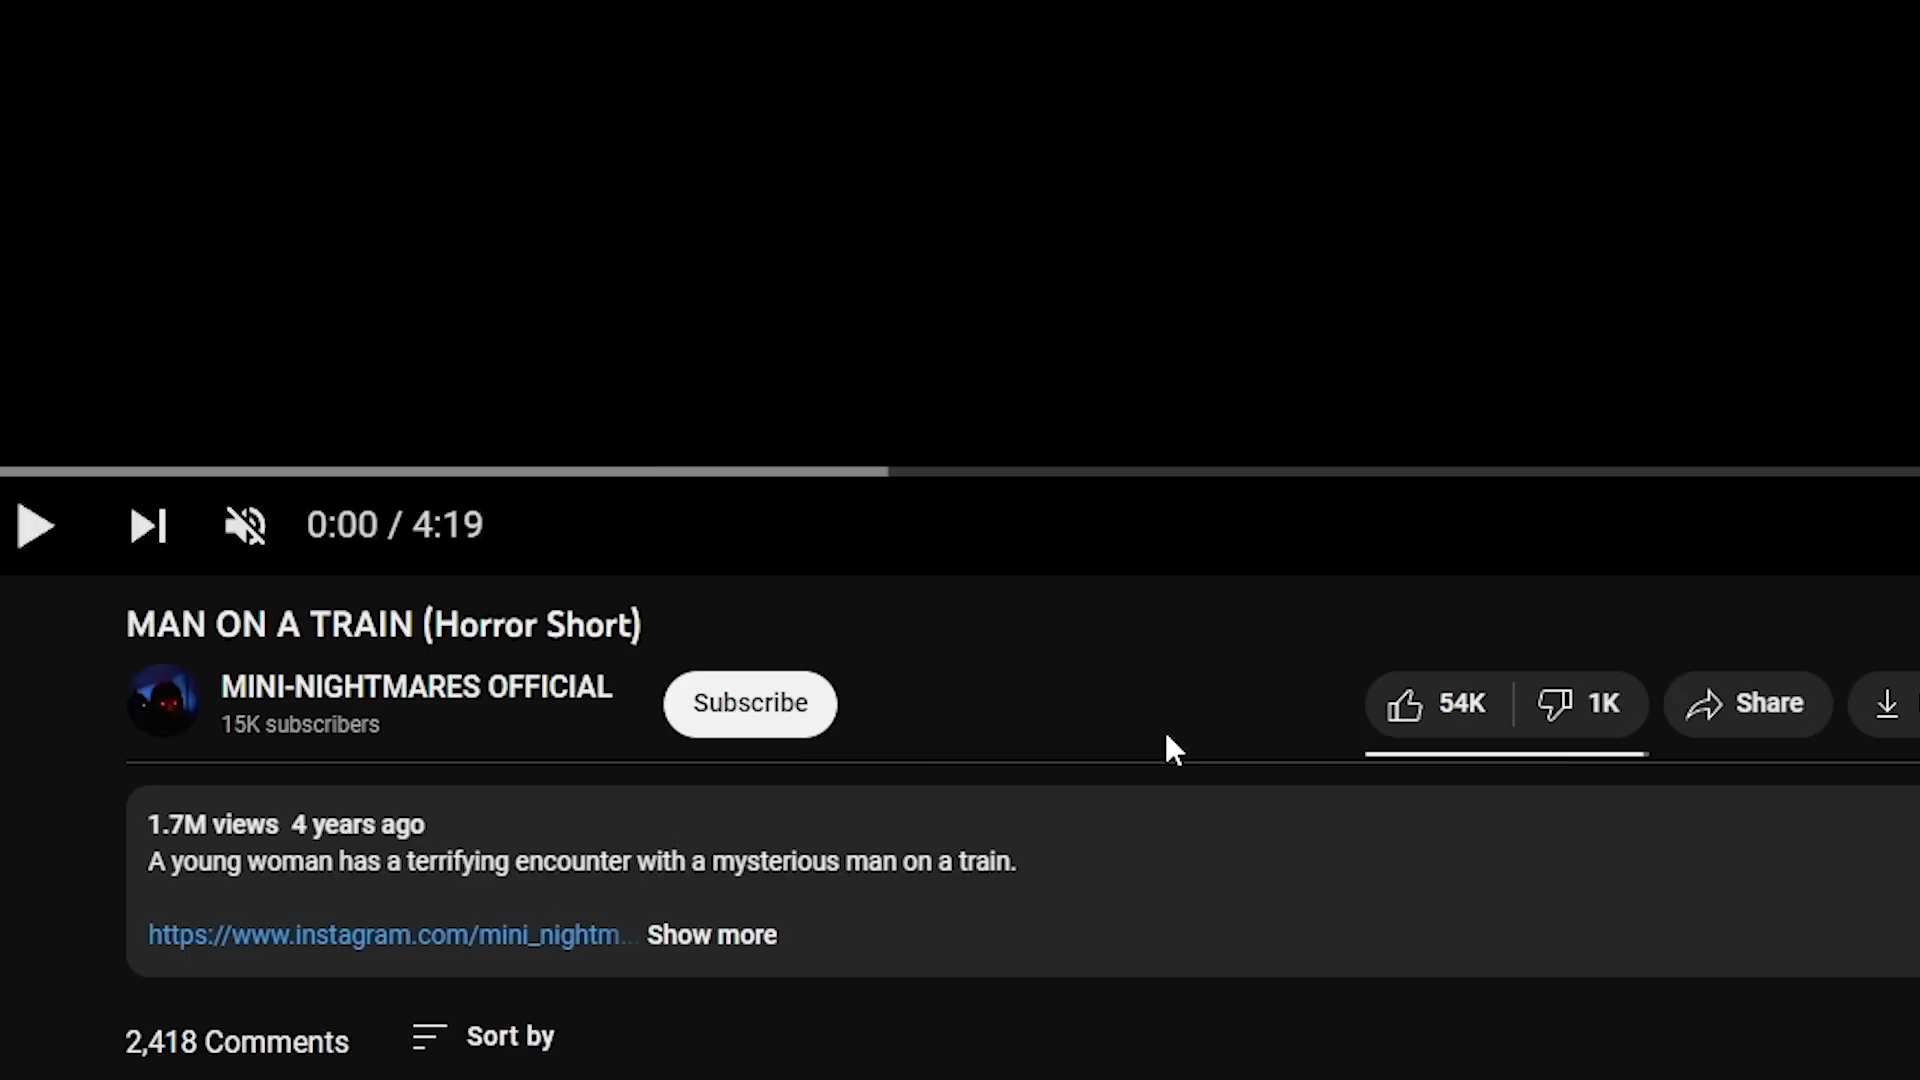 0:00 / 4:19
MAN ON A TRAIN (Horror Short)
MINI-NIGHTMARES OFFICIAL
15K subscribers
Subscribe
54K
1K
Share
1.7M views 4 years ago
A young woman has a terrifying encounter with a mysterious man on a train.
https://www.instagram.com/mini_nightm... Show more
2,418 Comments
Sort by